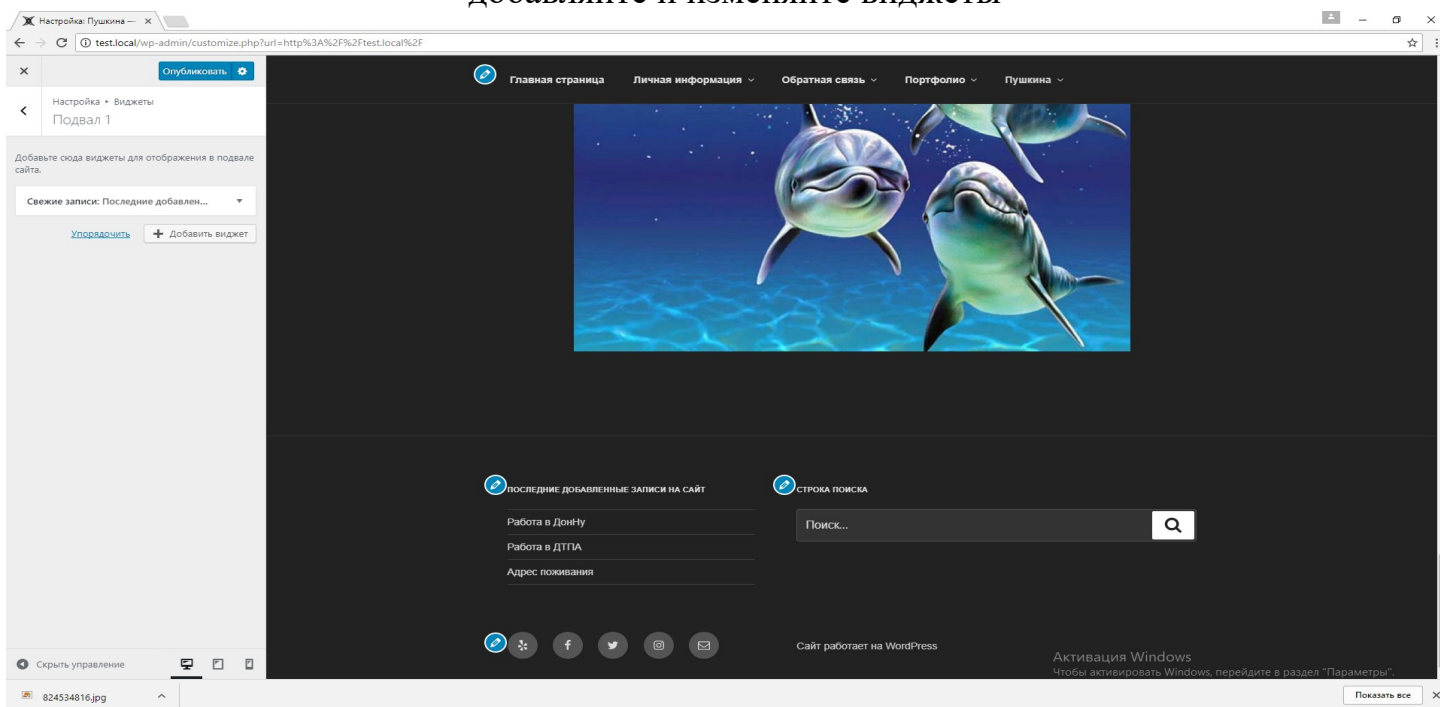 добавляйте и изменяйте виджеты
Настройка: Пушкина —
test.local/wp-admin/customize.php?url=http%3A%2F%2Ftest.local%2F
Опубликовать
Настройка ▸ Виджеты
Подвал 1
Добавьте сюда виджеты для отображения в подвале
сайта.
Свежие записи: Последние добавлен...
Упорядочить
Добавить виджет
Скрыть управление
Главная страница
Личная информация
Обратная связь
Портфолио
Пушкина
ПОСЛЕДНИЕ ДОБАВЛЕННЫЕ ЗАПИСИ НА САЙТ
Работа в ДонНу
Работа в ДТПА
Адрес поживания
СТРОКА ПОИСКА
Поиск...
Сайт работает на WordPress
Активация Windows
Чтобы активировать Windows, перейдите в раздел "Параметры".
824534816.jpg
Показать все